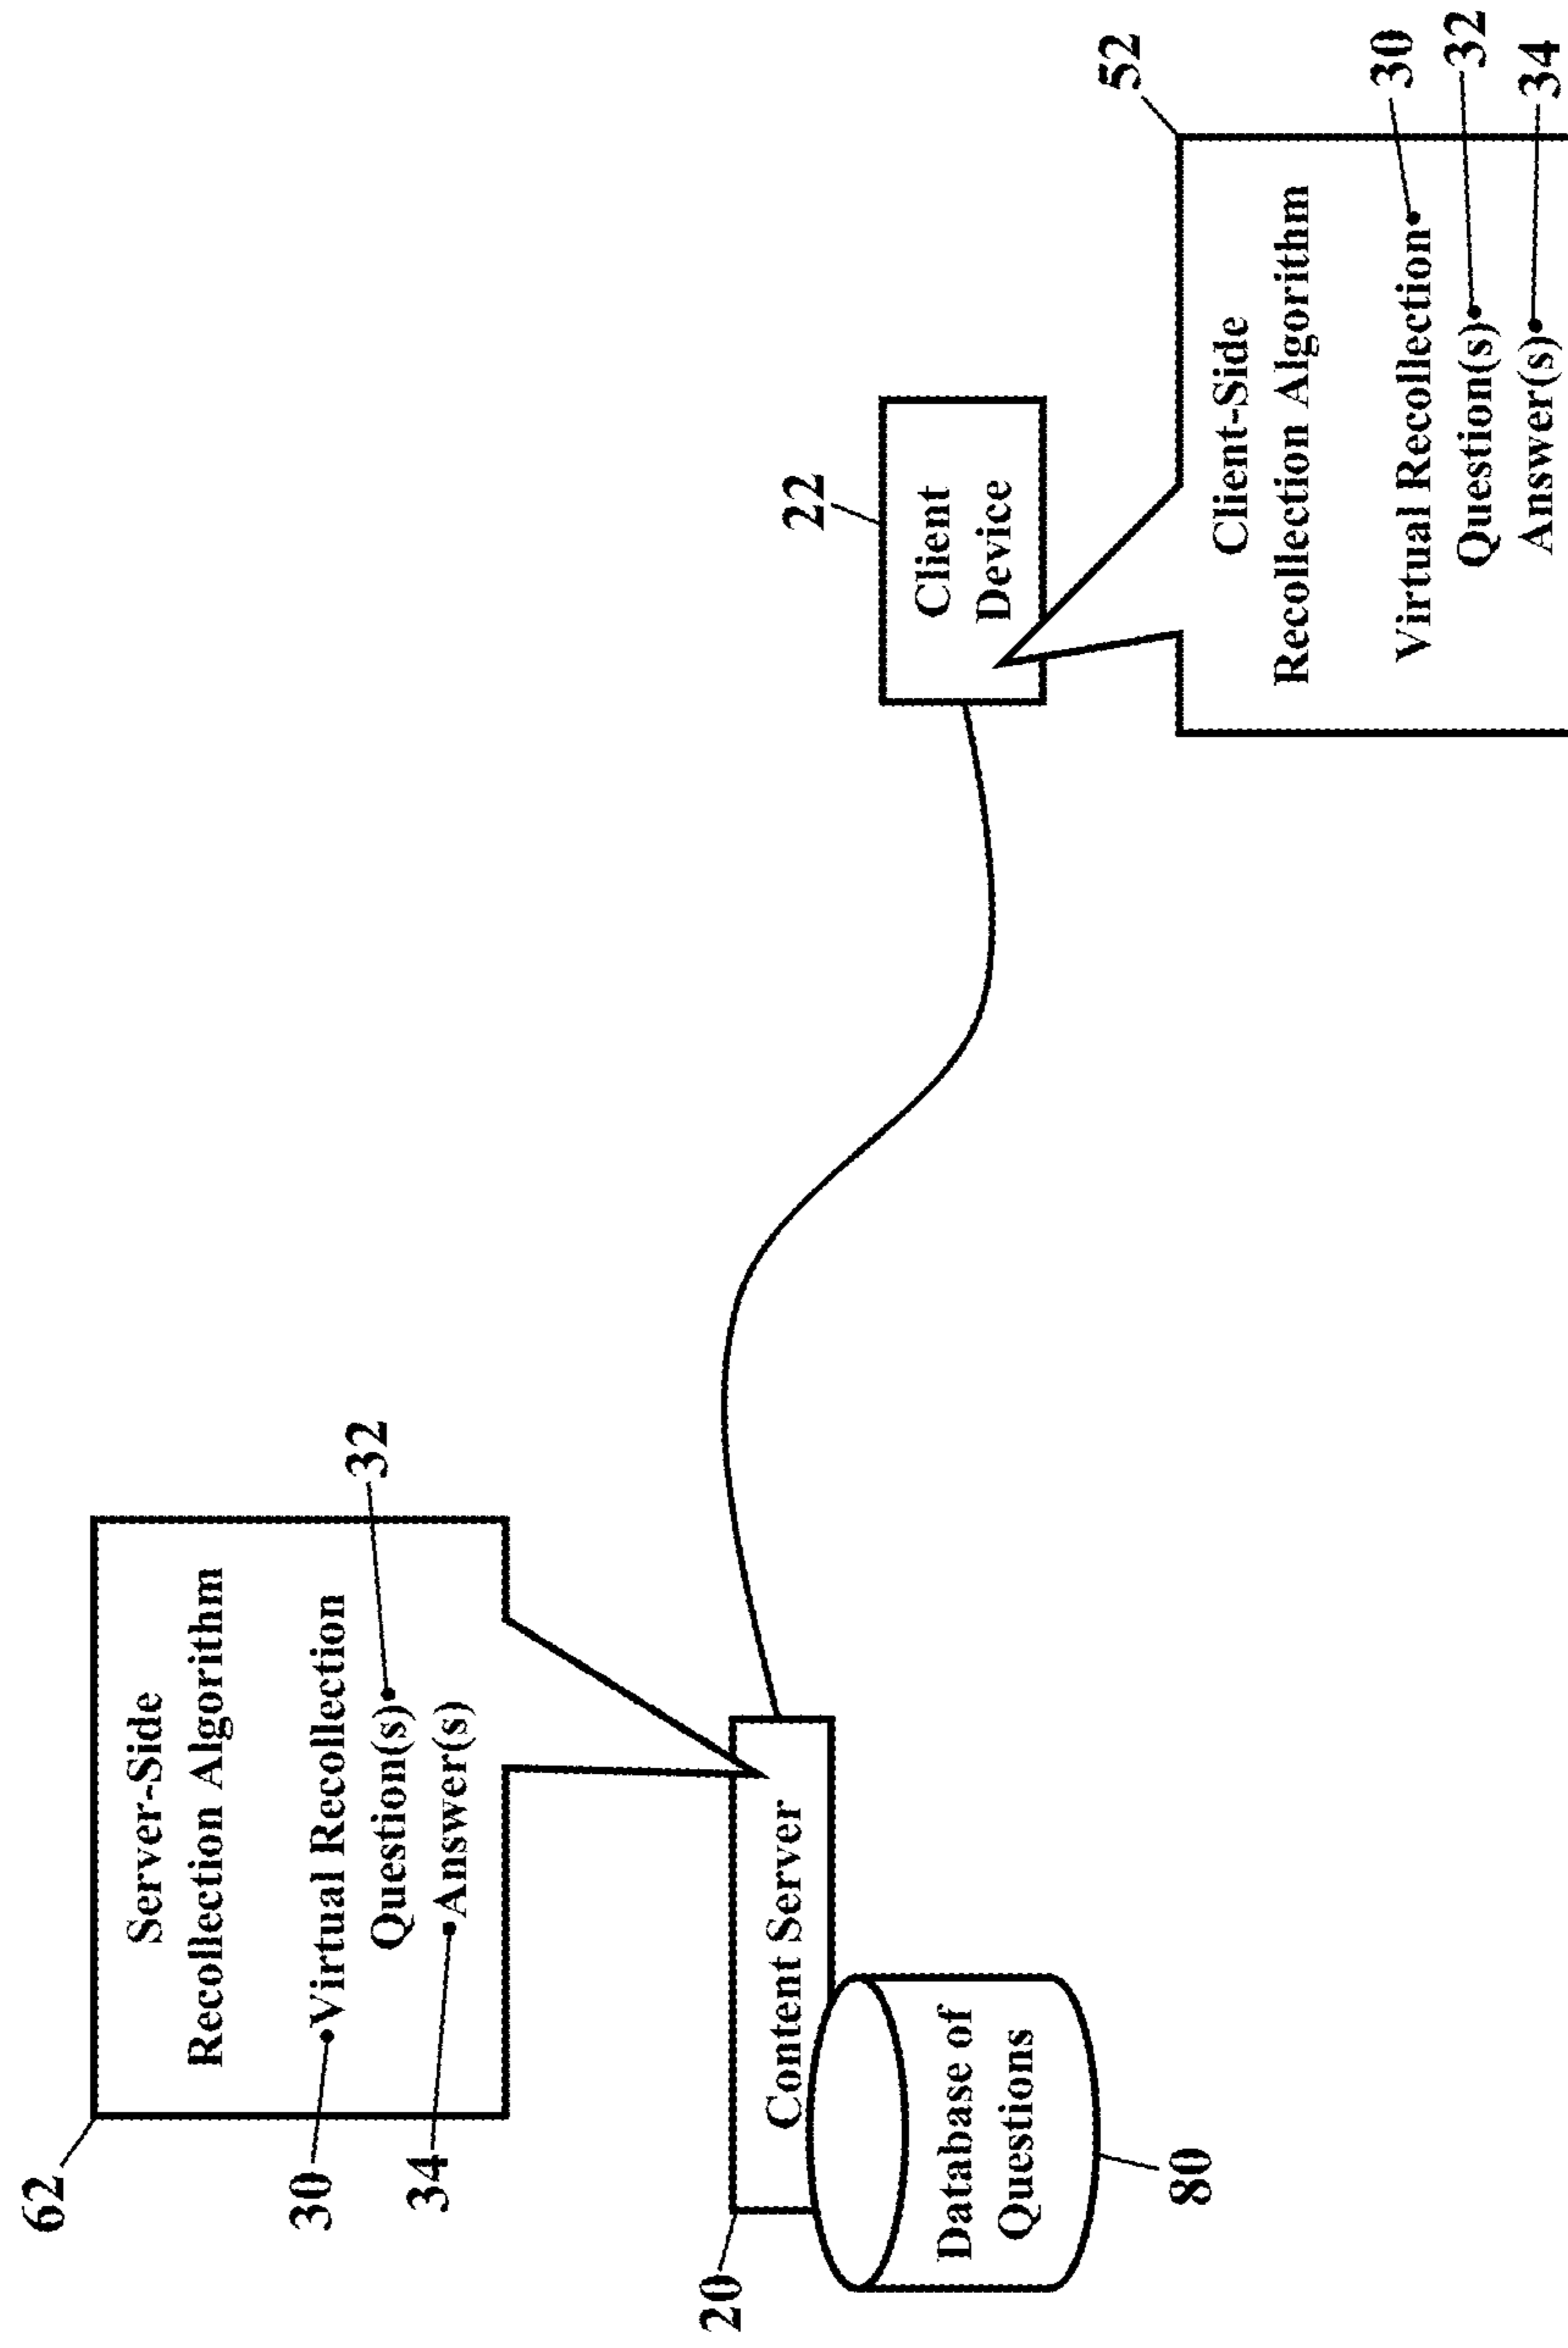 62
Server-Side
Recollection Algorithm
30
Virtual Recollection
Question(s)
32
34
Answer(s)
20
Content Server
Database of
Questions
80
22
Client
Device
52
Client-Side
Recollection Algorithm
Virtual Recollection
30
Question(s)
32
Answer(s)
34